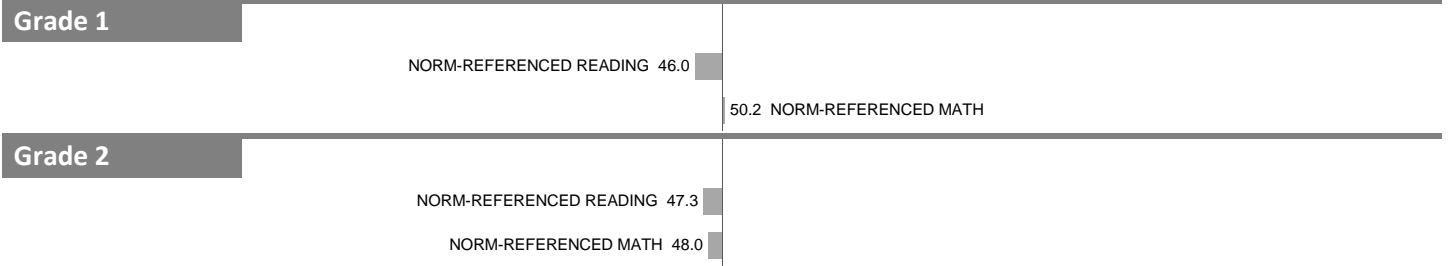 Grade 1
NORM-REFERENCED READING 46.0
50.2 NORM-REFERENCED MATH
Grade 2
NORM-REFERENCED READING 47.3
NORM-REFERENCED MATH 48.0